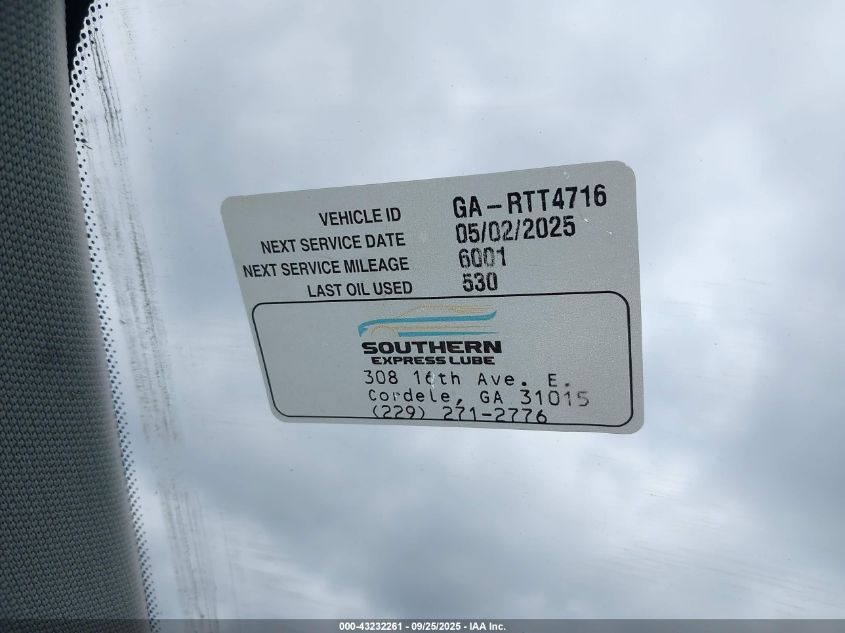 VEHICLE ID GA-RTT4716
NEXT SERVICE DATE 05/02/2025
NEXT SERVICE MILEAGE 6001
LAST OIL USED 530
SOUTHERN
EXPRESS LUBE
308 16th Ave. E.
Cordele, GA 31015
(229) 271-2776
000-43232261 - 09/25/2025 - IAA Inc.